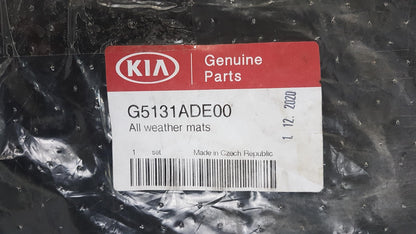 KIA
Genuine
Parts
G5131ADE00
All weather mats
1 set Made in Czech Republic
1. 12. 2020